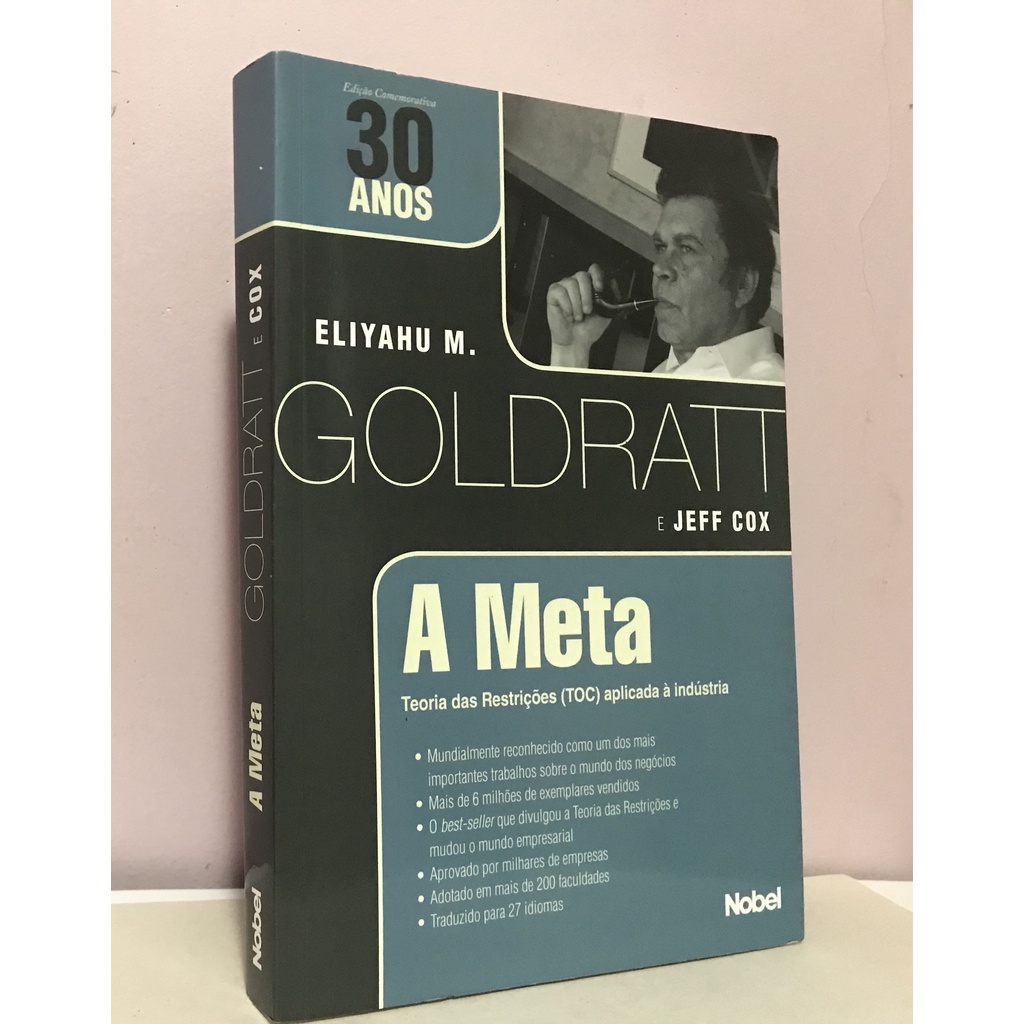 Edição Comemorativa
30
ANOS
ELIYAHU M.
GOLDRATT
E JEFF COX
A Meta
Teoria das Restrições (TOC) aplicada à indústria
• Mundialmente reconhecido como um dos mais
importantes trabalhos sobre o mundo dos negócios
• Mais de 6 milhões de exemplares vendidos
• O best-seller que divulgou a Teoria das Restrições e
mudou o mundo empresarial
• Aprovado por milhares de empresas
• Adotado em mais de 200 faculdades
• Traduzido para 27 idiomas
Nobel
GOLDRATT E COX
A Meta
Nobel